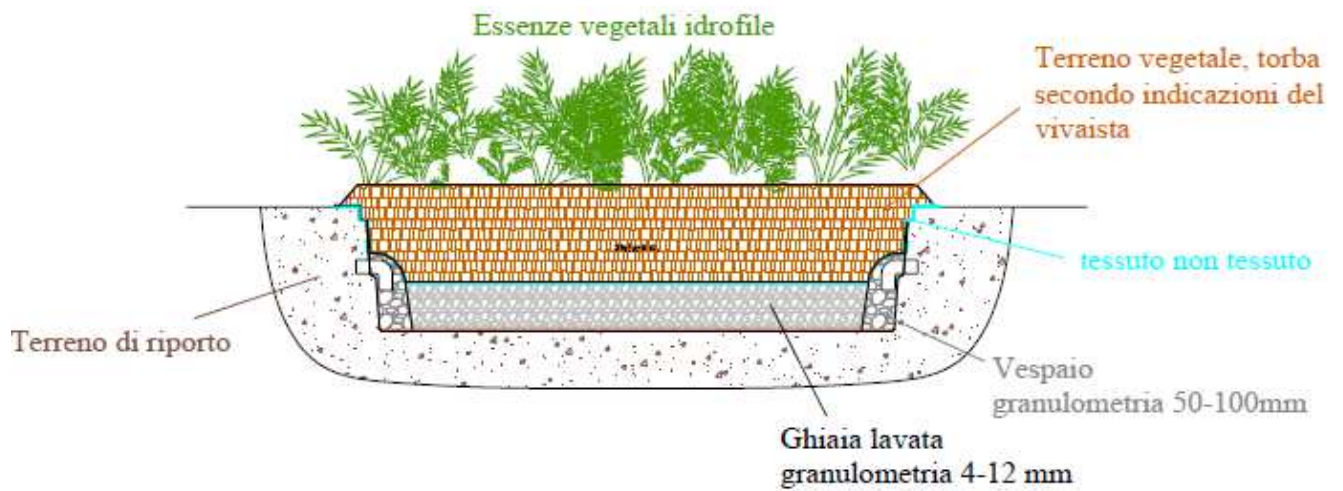 Essenze vegetali idrofile
Terreno vegetale, torba
secondo indicazioni del
vivaista
tessuto non tessuto
Terreno di riporto
Vespaio
granulometria 50-100mm
Ghiaia lavata
granulometria 4-12 mm